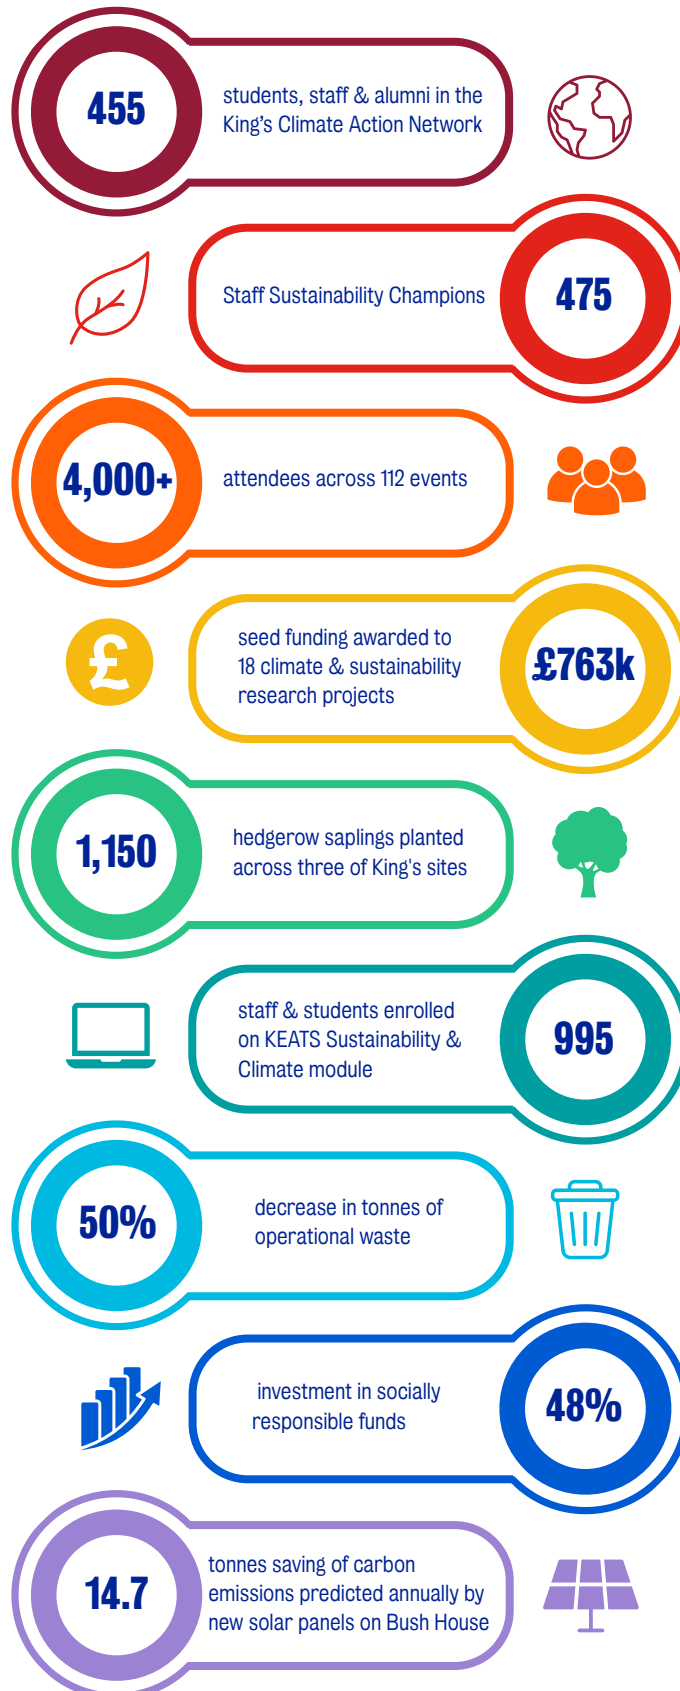 455
students, staff & alumni in the
King’s Climate Action Network
Staff Sustainability Champions
475
4,000+
attendees across 112 events
£
seed funding awarded to
18 climate & sustainability
research projects
£763k
1,150
hedgerow saplings planted
across three of King's sites
staff & students enrolled
on KEATS Sustainability &
Climate module
995
50%
decrease in tonnes of
operational waste
investment in socially
responsible funds
48%
14.7
tonnes saving of carbon
emissions predicted annually by
new solar panels on Bush House